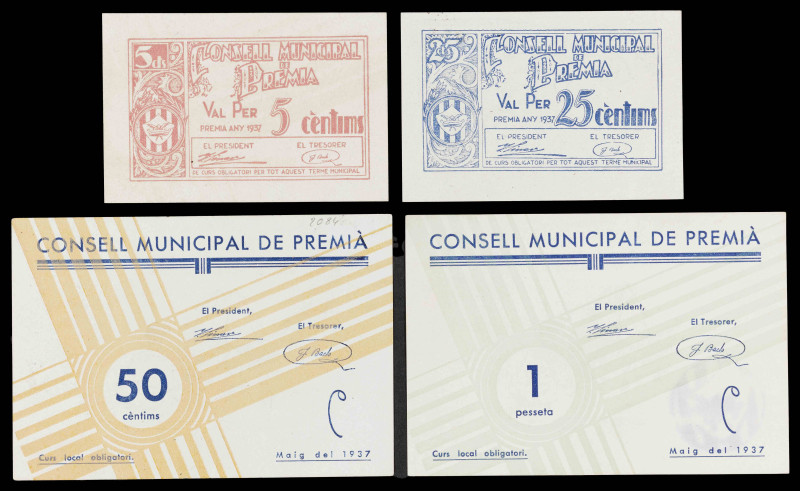 5 cts
CONSELL MUNICIPAL
DE
PREMIA
VAL PER 5 cèntims
PREMIA ANY 1937
EL PRESIDENT EL TRESORER
J. Bach
DE CURS OBLIGATORI PER TOT AQUEST TERME MUNICIPAL
25
CONSELL MUNICIPAL
DE
PREMIA
VAL PER 25 cèntims
PREMIA ANY 1937
EL PRESIDENT EL TRESORER
J. Bach
DE CURS OBLIGATORI PER TOT AQUEST TERME MUNICIPAL
CONSELL MUNICIPAL DE PREMIÀ
El President,
El Tresorer,
J. Bach
50
cèntims
Curs local obligatori.
Maig del 1937
CONSELL MUNICIPAL DE PREMIÀ
El President,
El Tresorer,
J. Bach
1
pesseta
Curs local obligatori.
Maig del 1937